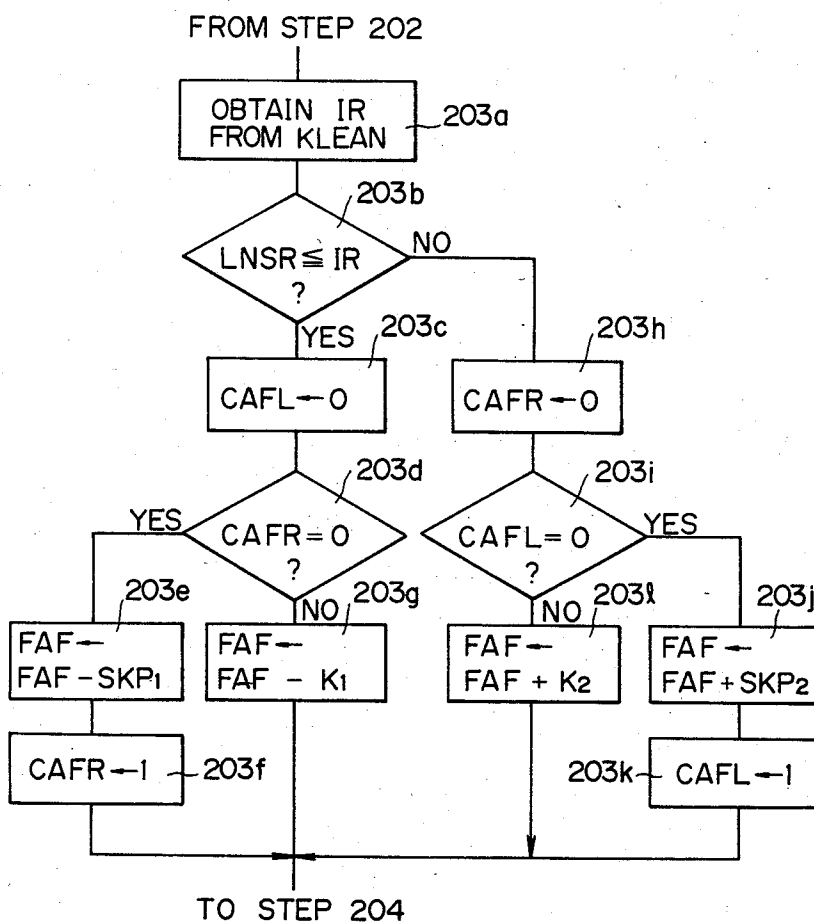 FROM STEP 202
OBTAIN IR
FROM KLEAN
203a
203b
LNSR ≦ IR
?
NO
YES
203c
203h
CAFL ← 0
CAFR ← 0
203d
203i
YES
CAFR = 0
?
CAFL = 0
?
YES
203e
NO
203g
NO
203l
203j
FAF ←
FAF - SKP1
FAF ←
FAF - K1
FAF ←
FAF + K2
FAF ←
FAF + SKP2
CAFR ← 1
203f
203k
CAFL ← 1
TO STEP 204